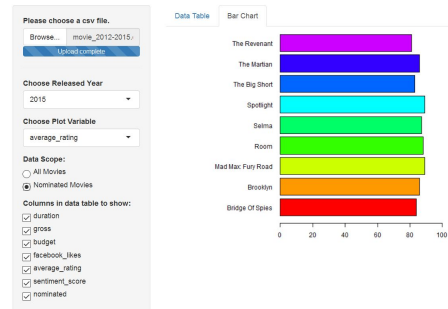 Please choose a csv file.
Browse... movie_2012-2015.
Upload complete
Choose Released Year
2015
Choose Plot Variable
average_rating
Data Scope:
All Movies
Nominated Movies
Columns in data table to show:
duration
gross
budget
facebook_likes
average_rating
sentiment_score
nominated
Data Table Bar Chart
The Revenant
The Martian
The Big Short
Spotlight
Selma
Room
Mad Max: Fury Road
Brooklyn
Bridge Of Spies
0 20 40 60 80 100